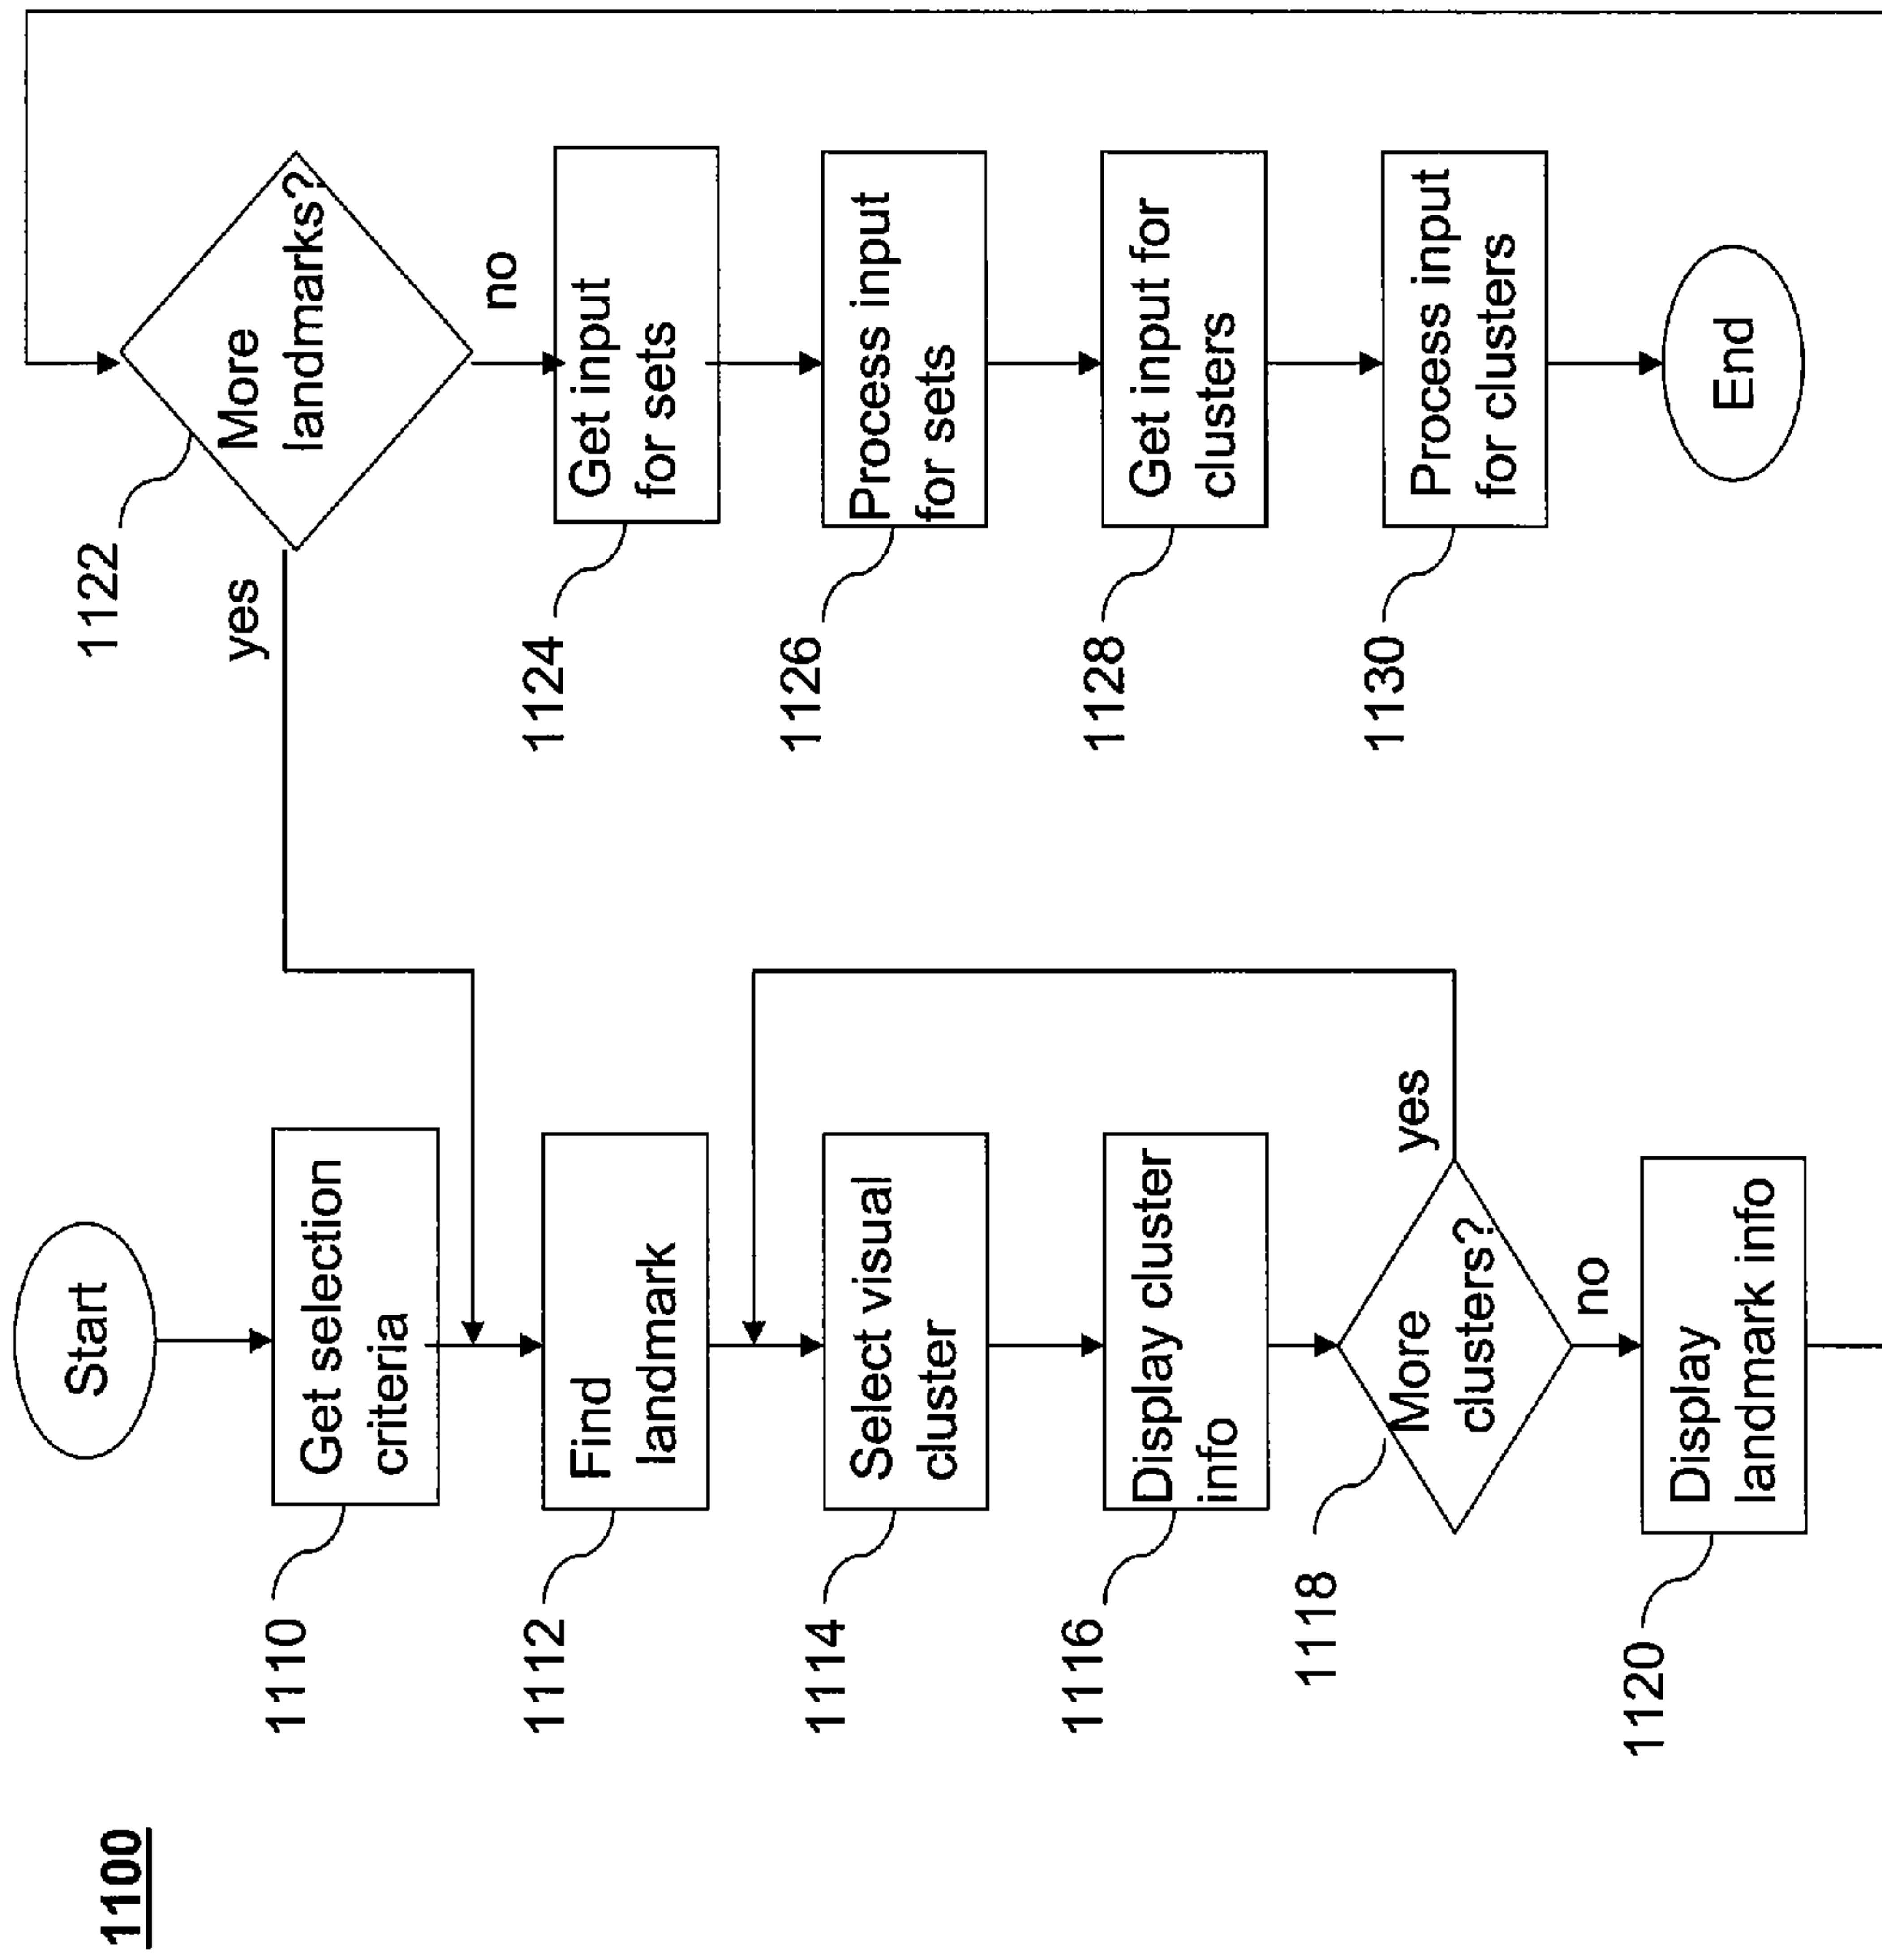 1100
Start
1110
Get selection
criteria
1112
Find
landmark
1114
Select visual
cluster
1116
Display cluster
info
1118
More
clusters?
yes
no
1120
Display
landmark info
1122
More
landmarks?
yes
no
1124
Get input
for sets
1126
Process input
for sets
1128
Get input for
clusters
1130
Process input
for clusters
End